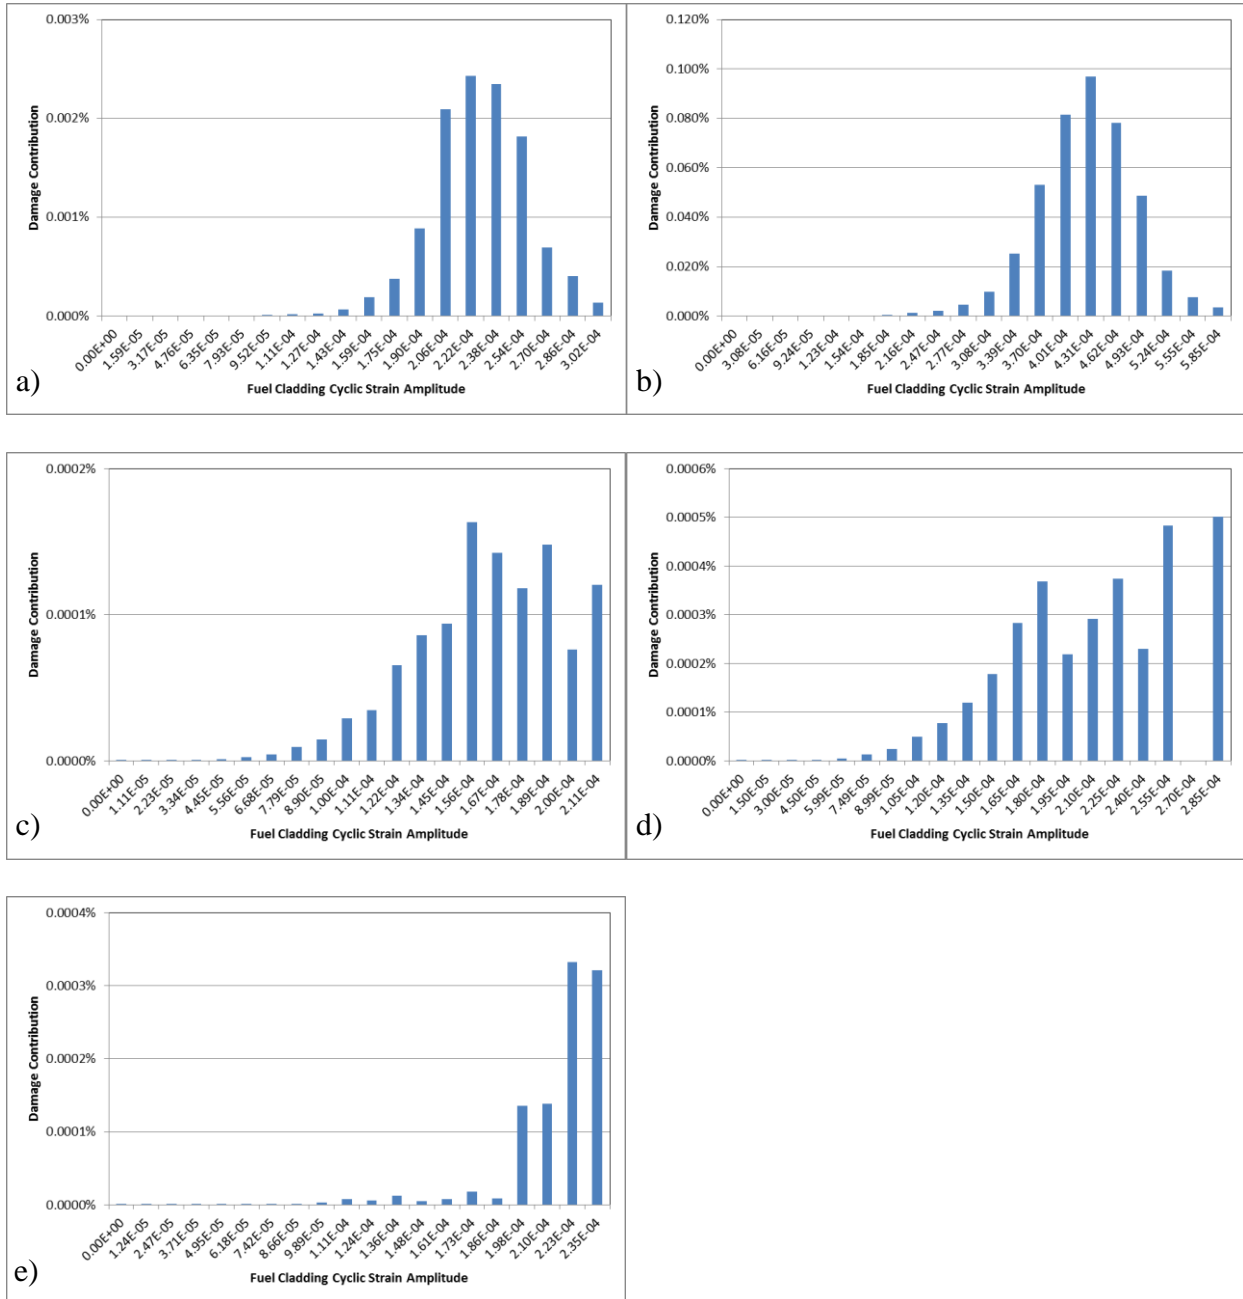 0.003%
0.002%
0.001%
0.000%
Damage Contribution
0.00E+00 1.59E-05 3.17E-05 4.76E-05 6.35E-05 7.93E-05 9.52E-05 1.11E-04 1.27E-04 1.43E-04 1.59E-04 1.75E-04 1.90E-04 2.06E-04 2.22E-04 2.38E-04 2.54E-04 2.70E-04 2.86E-04 3.02E-04
Fuel Cladding Cyclic Strain Amplitude
a)
0.120%
0.100%
0.080%
0.060%
0.040%
0.020%
0.000%
Damage Contribution
0.00E+00 3.08E-05 6.16E-05 9.24E-05 1.23E-04 1.54E-04 1.85E-04 2.16E-04 2.47E-04 2.77E-04 3.08E-04 3.39E-04 3.70E-04 4.01E-04 4.31E-04 4.62E-04 4.93E-04 5.24E-04 5.55E-04 5.85E-04
Fuel Cladding Cyclic Strain Amplitude
b)
0.0002%
0.0001%
0.0000%
Damage Contribution
0.00E+00 1.11E-05 2.23E-05 3.34E-05 4.45E-05 5.56E-05 6.68E-05 7.79E-05 8.90E-05 1.00E-04 1.11E-04 1.22E-04 1.34E-04 1.45E-04 1.56E-04 1.67E-04 1.78E-04 1.89E-04 2.00E-04 2.11E-04
Fuel Cladding Cyclic Strain Amplitude
c)
0.0006%
0.0005%
0.0004%
0.0003%
0.0002%
0.0001%
0.0000%
Damage Contribution
0.00E+00 1.50E-05 3.00E-05 4.50E-05 5.99E-05 7.49E-05 8.99E-05 1.05E-04 1.20E-04 1.35E-04 1.50E-04 1.65E-04 1.80E-04 1.95E-04 2.10E-04 2.25E-04 2.40E-04 2.55E-04 2.70E-04 2.85E-04
Fuel Cladding Cyclic Strain Amplitude
d)
0.0004%
0.0003%
0.0002%
0.0001%
0.0000%
Damage Contribution
0.00E+00 1.24E-05 2.47E-05 3.71E-05 4.95E-05 6.18E-05 7.42E-05 8.66E-05 9.89E-05 1.11E-04 1.24E-04 1.36E-04 1.48E-04 1.61E-04 1.73E-04 1.86E-04 1.98E-04 2.10E-04 2.23E-04 2.35E-04
Fuel Cladding Cyclic Strain Amplitude
e)